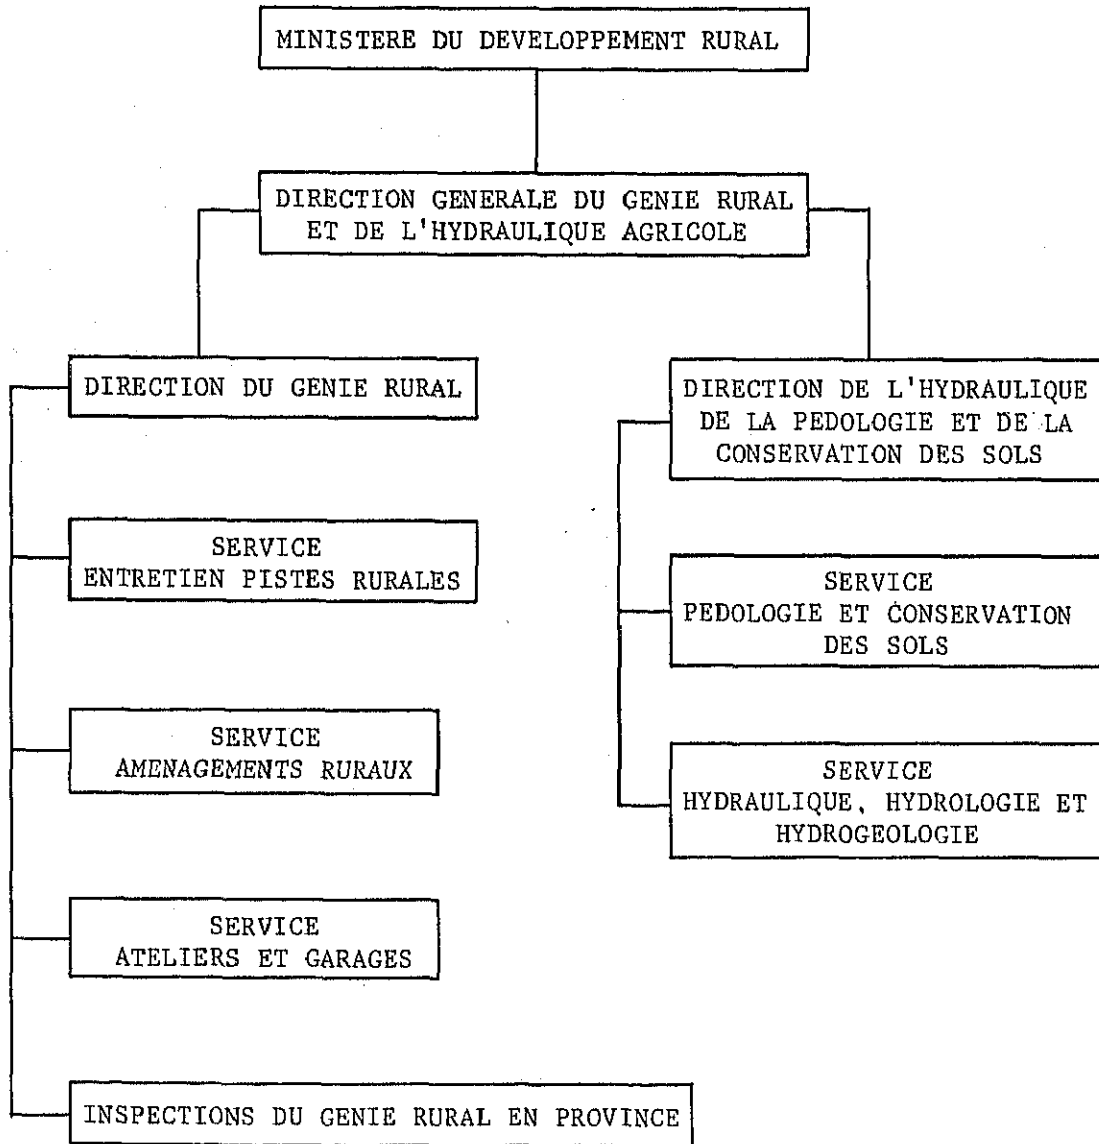 MINISTERE DU DEVELOPPEMENT RURAL
DIRECTION GENERALE DU GENIE RURAL
ET DE L'HYDRAULIQUE AGRICOLE
DIRECTION DU GENIE RURAL
SERVICE
ENTRETIEN PISTES RURALES
SERVICE
AMENAGEMENTS RURAUX
SERVICE
ATELIERS ET GARAGES
INSPECTIONS DU GENIE RURAL EN PROVINCE
DIRECTION DE L'HYDRAULIQUE
DE LA PEDOLOGIE ET DE LA
CONSERVATION DES SOLS
SERVICE
PEDOLOGIE ET CONSERVATION
DES SOLS
SERVICE
HYDRAULIQUE, HYDROLOGIE ET
HYDROGEOLOGIE